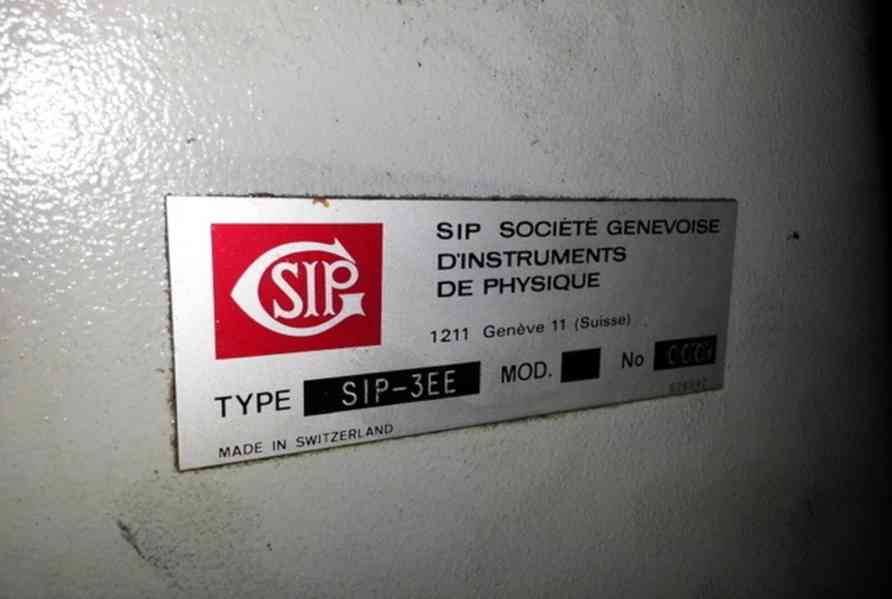 SIP
SIP SOCIÉTÉ GENEVOISE
D'INSTRUMENTS
DE PHYSIQUE
1211 Genève 11 (Suisse)
TYPE SIP-3EE MOD. No
MADE IN SWITZERLAND